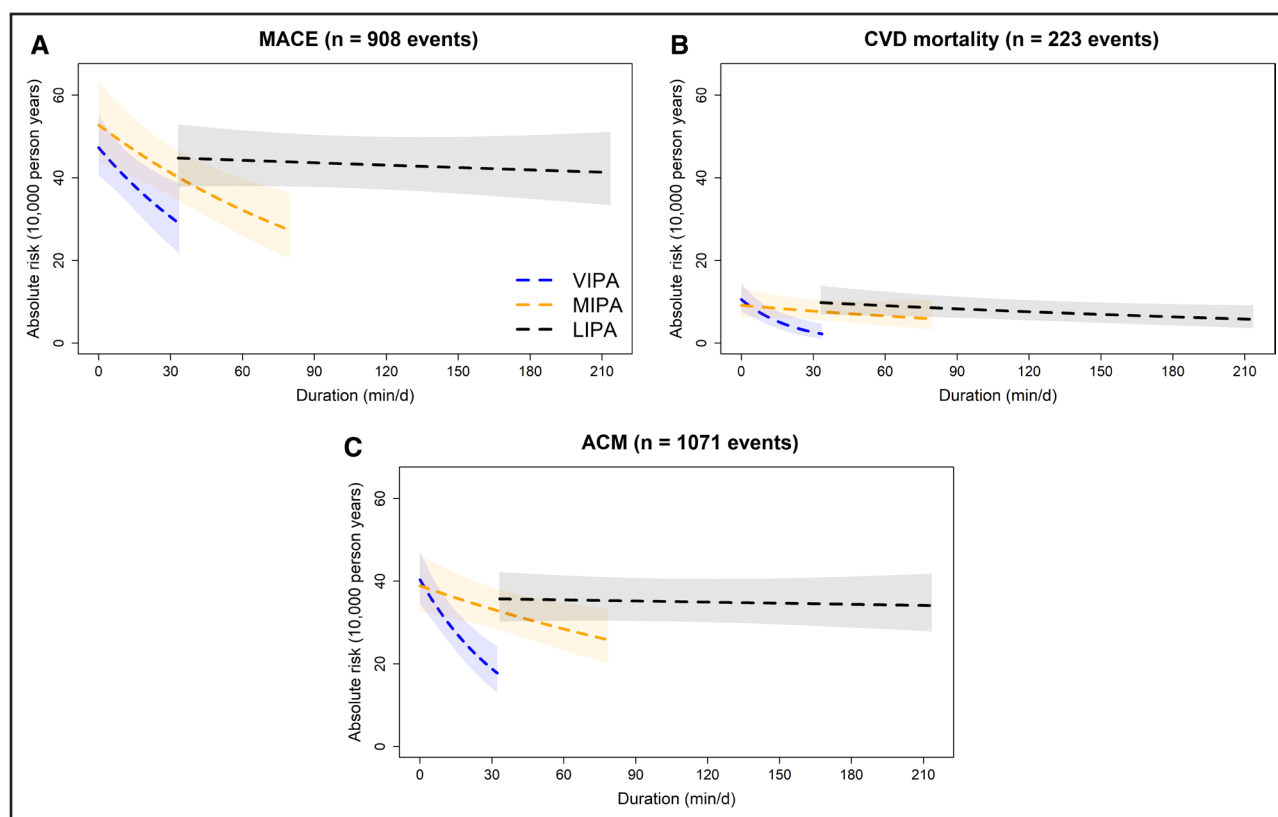 A
MACE (n = 908 events)
Absolute risk (10,000 person years)
60
40
20
0
VIPA
MIPA
LIPA
0 30 60 90 120 150 180 210
Duration (min/d)
B
CVD mortality (n = 223 events)
Absolute risk (10,000 person years)
60
40
20
0
0 30 60 90 120 150 180 210
Duration (min/d)
C
ACM (n = 1071 events)
Absolute risk (10,000 person years)
60
40
20
0
0 30 60 90 120 150 180 210
Duration (min/d)